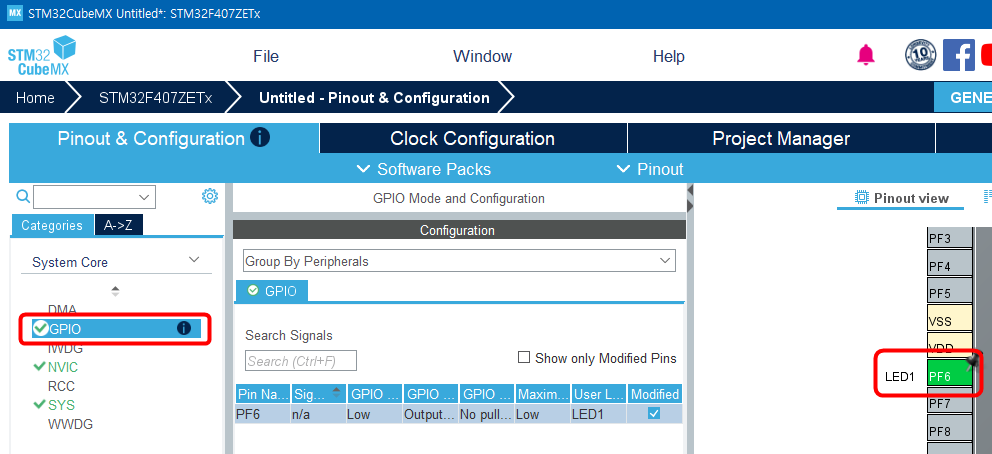 MX STM32CubeMX Untitled*: STM32F407ZETx
STM32 CubeMX
File Window Help
10 YEARS
Home STM32F407ZETx Untitled - Pinout & Configuration GENE
Pinout & Configuration Clock Configuration Project Manager
Software Packs Pinout
GPIO Mode and Configuration
Pinout view
Categories A->Z
Configuration
System Core
Group By Peripherals
GPIO
DMA
GPIO
IWDG
NVIC
RCC
SYS
WWDG
Search Signals
Search (Ctrl+F)
Show only Modified Pins
Pin Na... Sig... GPIO ... GPIO ... GPIO ... Maxim... User L... Modified
PF6 n/a Low Output... No pull... Low LED1
PF3
PF4
PF5
VSS
VDD
LED1 PF6
PF7
PF8